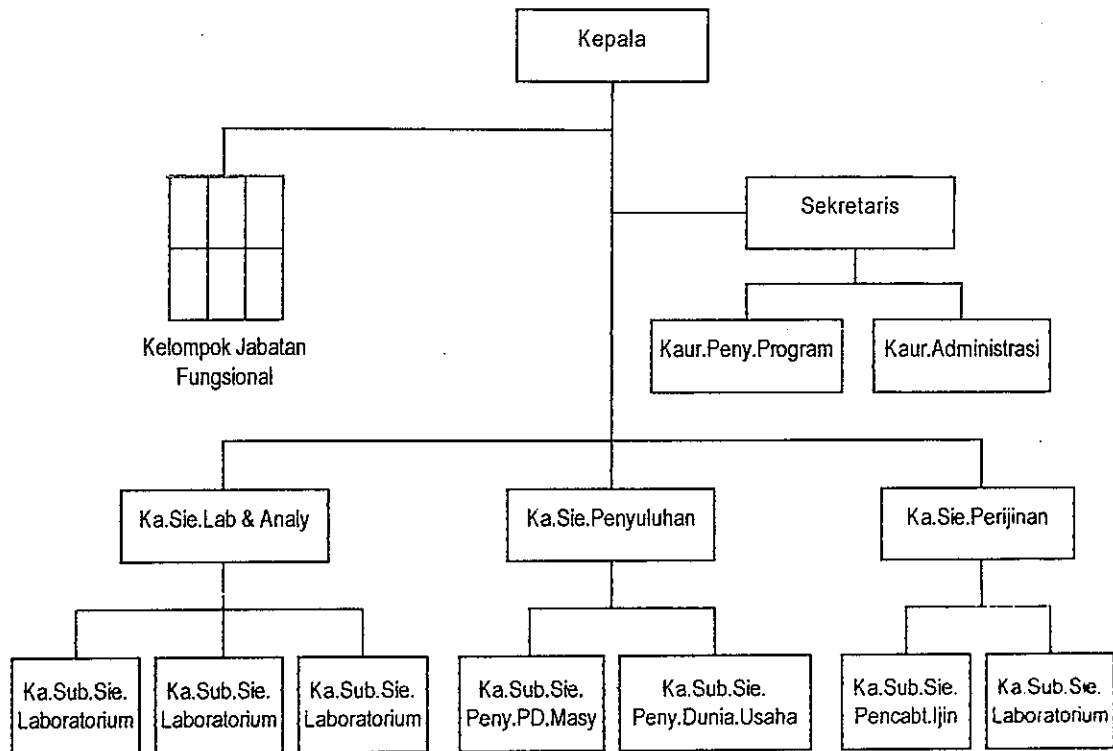 Kepala
Sekretaris
Kelompok Jabatan
Fungsional
Kaur.Peny.Program
Kaur.Administrasi
Ka.Sie.Lab & Analy
Ka.Sie.Penyuluhan
Ka.Sie.Perijinan
Ka.Sub.Sie.
Laboratorium
Ka.Sub.Sie.
Laboratorium
Ka.Sub.Sie.
Laboratorium
Ka.Sub.Sie.
Peny.PD.Masy
Ka.Sub.Sie.
Peny.Dunia.Usaha
Ka.Sub.Sie.
Pencabt.Ijin
Ka.Sub.Sie.
Laboratorium